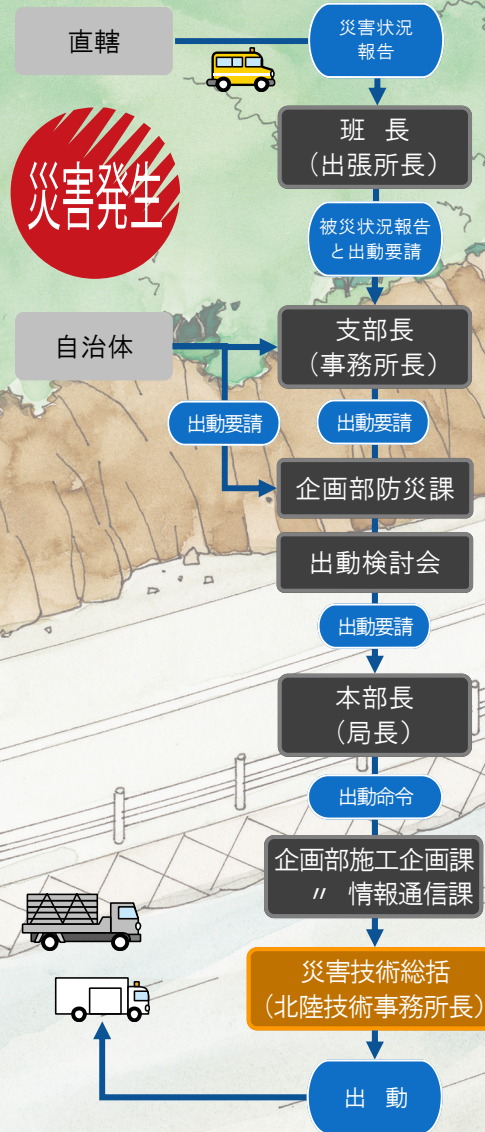 直轄
災害状況
報告
災害発生
班 長
（出張所長）
被災状況報告
と出動要請
自治体
支部長
（事務所長）
出動要請
出動要請
企画部防災課
出動検討会
出動要請
本部長
（局長）
出動命令
企画部施工企画課
〃 情報通信課
災害技術総括
（北陸技術事務所長）
出 動